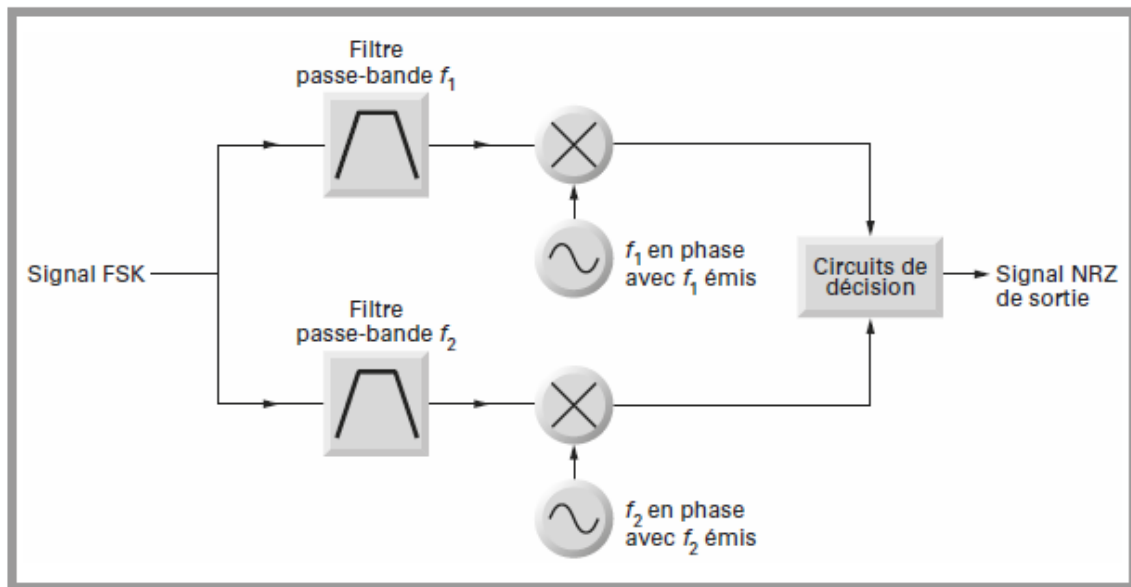 Filtre
passe-bande f₁
f₁ en phase
avec f₁ émis
Signal FSK
Circuits de
décision
Signal NRZ
de sortie
Filtre
passe-bande f₂
f₂ en phase
avec f₂ émis